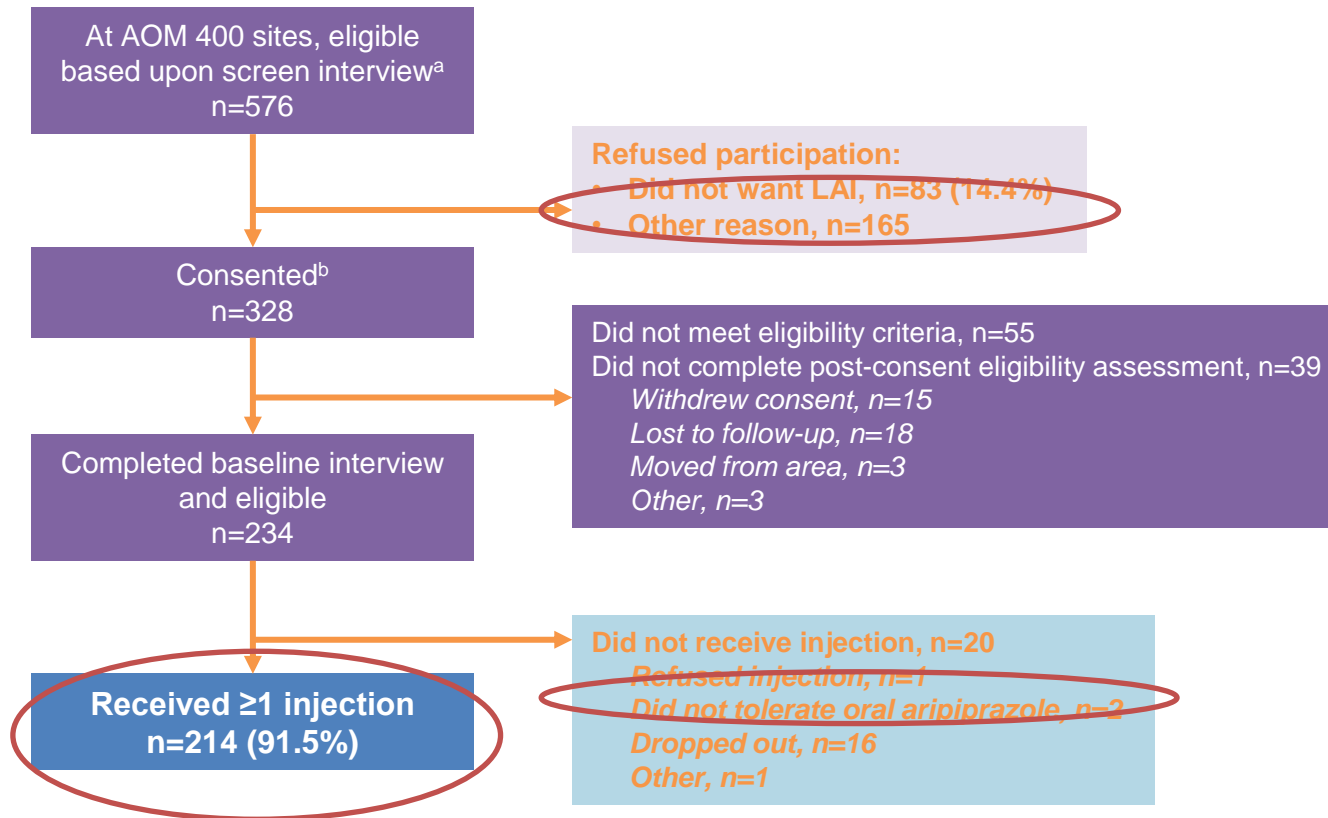 At AOM 400 sites, eligible
based upon screen interviewᵃ
n=576
Refused participation:
• Did not want LAI, n=83 (14.4%)
• Other reason, n=165
Consentedᵇ
n=328
Did not meet eligibility criteria, n=55
Did not complete post-consent eligibility assessment, n=39
Withdrew consent, n=15
Lost to follow-up, n=18
Moved from area, n=3
Other, n=3
Completed baseline interview
and eligible
n=234
Did not receive injection, n=20
Refused injection, n=1
Did not tolerate oral aripiprazole, n=2
Dropped out, n=16
Other, n=1
Received ≥1 injection
n=214 (91.5%)